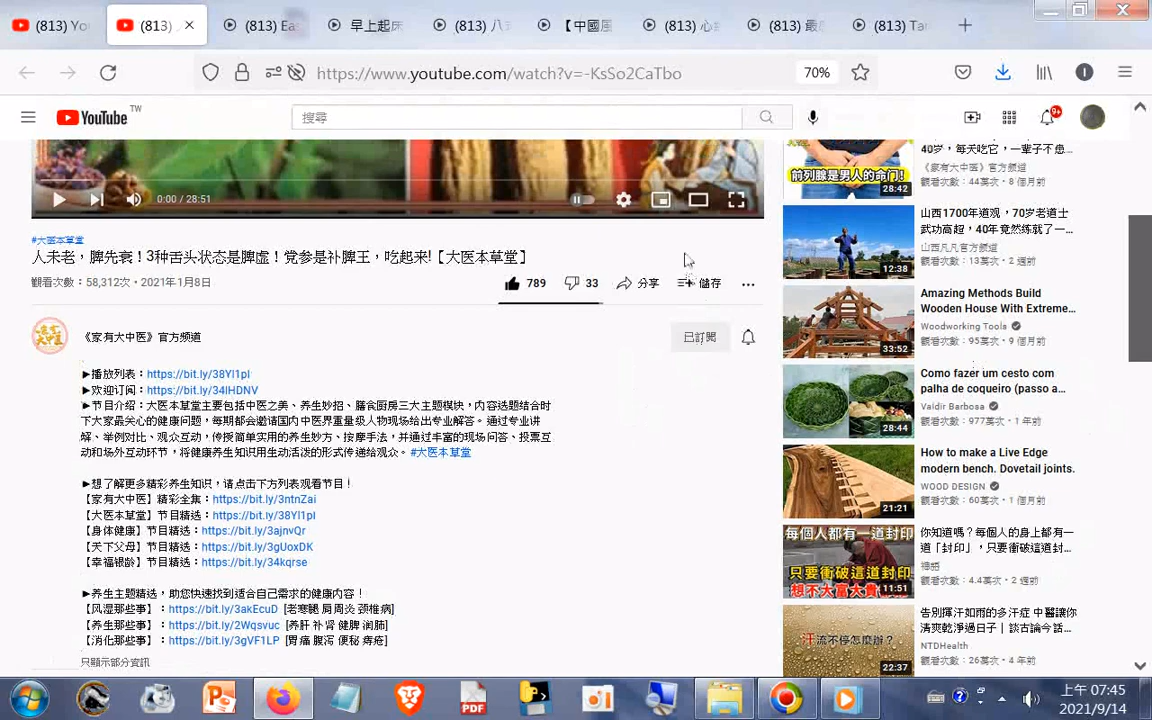 (813) Yo
(813)
(813) Ea
早上起床
(813) 八
【中國風
(813) 心
(813) 最
(813) Ta
https://www.youtube.com/watch?v=-KsSo2CaTbo
70%
YouTube TW
搜尋
9+
0:00 / 28:51
#大医本草堂
人未老，脾先衰！3种舌头状态是脾虚！党参是补脾王，吃起来!【大医本草堂】
觀看次數：58,312次・2021年1月8日
789
33
分享
儲存
《家有大中医》官方频道
已訂閱
►播放列表：https://bit.ly/38Yl1pI
►欢迎订阅：https://bit.ly/34lHDNV
►节目介绍：大医本草堂主要包括中医之美、养生妙招、膳食厨房三大主题模块，内容选题结合时
下大家最关心的健康问题，每期都会邀请国内中医界重量级人物现场给出专业解答。通过专业讲
解、举例对比、观众互动，传授简单实用的养生妙方、按摩手法，并通过丰富的现场问答、投票互
动和场外互动环节，将健康养生知识用生动活泼的形式传递给观众。 #大医本草堂
►想了解更多精彩养生知识，请点击下方列表观看节目！
【家有大中医】精彩全集：https://bit.ly/3ntnZai
【大医本草堂】节目精选：https://bit.ly/38Yl1pI
【身体健康】节目精选：https://bit.ly/3ajnvQr
【天下父母】节目精选：https://bit.ly/3gUoxDK
【幸福银龄】节目精选：https://bit.ly/34kqrse
►养生主题精选，助您快速找到适合自己需求的健康内容！
【风湿那些事】：https://bit.ly/3akEcuD [老寒腿 肩周炎 颈椎病]
【养生那些事】：https://bit.ly/2Wqsvuc [养肝 补肾 健脾 润肺]
【消化那些事】：https://bit.ly/3gVF1LP [胃痛 腹泻 便秘 痔疮]
只顯示部分資訊
前列腺是男人的命门!
28:42
40岁，每天吃它，一辈子不患...
《家有大中医》官方频道
觀看次數：44萬次・8 個月前
12:38
山西1700年道观，70岁老道士
武功高超，40年竟然练就了一...
山西凡凡官方频道
觀看次數：13萬次・2 週前
33:52
Amazing Methods Build
Wooden House With Extreme...
Woodworking Tools
觀看次數：95萬次・9 個月前
28:44
Como fazer um cesto com
palha de coqueiro (passo a...
Valdir Barbosa
觀看次數：977萬次・1 年前
21:21
How to make a Live Edge
modern bench. Dovetail joints.
WOOD DESIGN
觀看次數：60萬次・1 個月前
每個人都有一道封印
只要衝破這道封印
想不大富大貴都難
11:51
你知道嗎？每個人的身上都有一
道「封印」，只要衝破這道封...
禪語
觀看次數：4.4萬次・2 週前
汗流不停怎麼辦？
22:37
告別揮汗如雨的多汗症 中醫讓你
清爽乾淨過日子 | 談古論今話...
NTDHealth
觀看次數：26萬次・4 年前
PDF
上午 07:45
2021/9/14